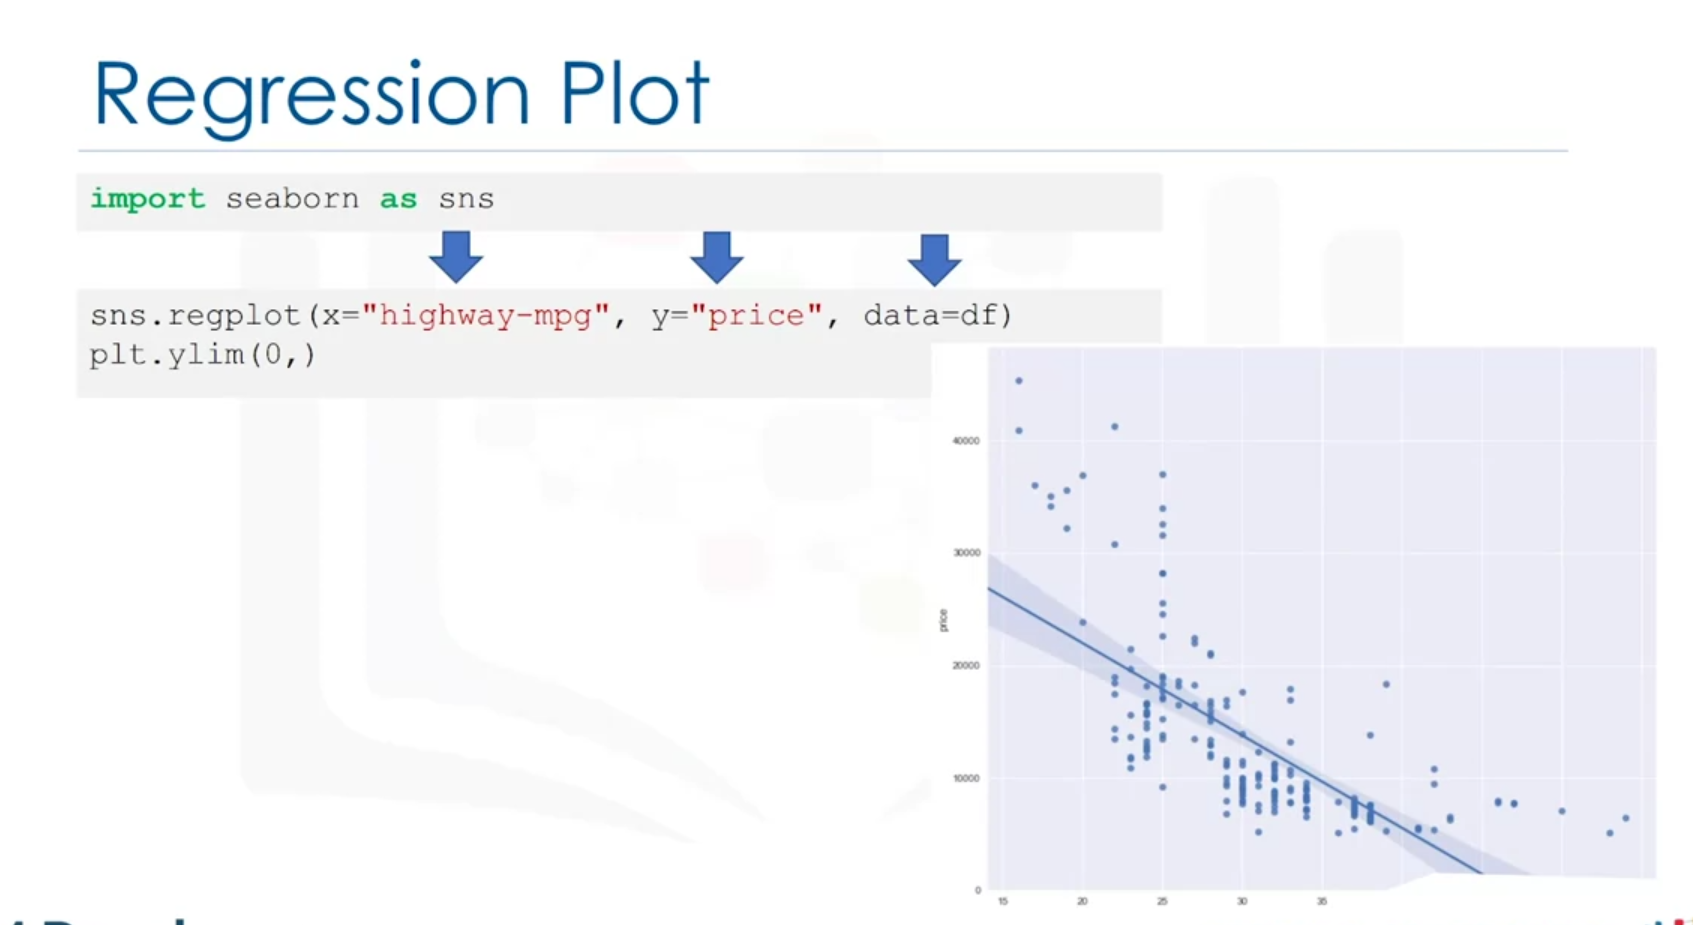 Regression Plot
import seaborn as sns
sns.regplot(x="highway-mpg", y="price", data=df)
plt.ylim(0,)
40000
30000
price
20000
10000
0
15 20 25 30 35